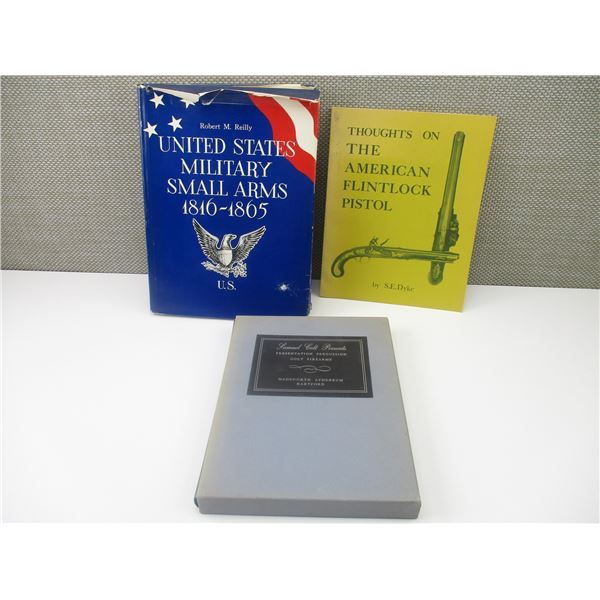 Robert M. Reilly
UNITED STATES
MILITARY
SMALL ARMS
1816-1865
U.S.
THOUGHTS ON
THE
AMERICAN
FLINTLOCK
PISTOL
by S.E.Dyke
Samuel Colt Presents
PRESENTATION PERCUSSION
COLT FIREARMS
WADSWORTH ATHENEUM
HARTFORD